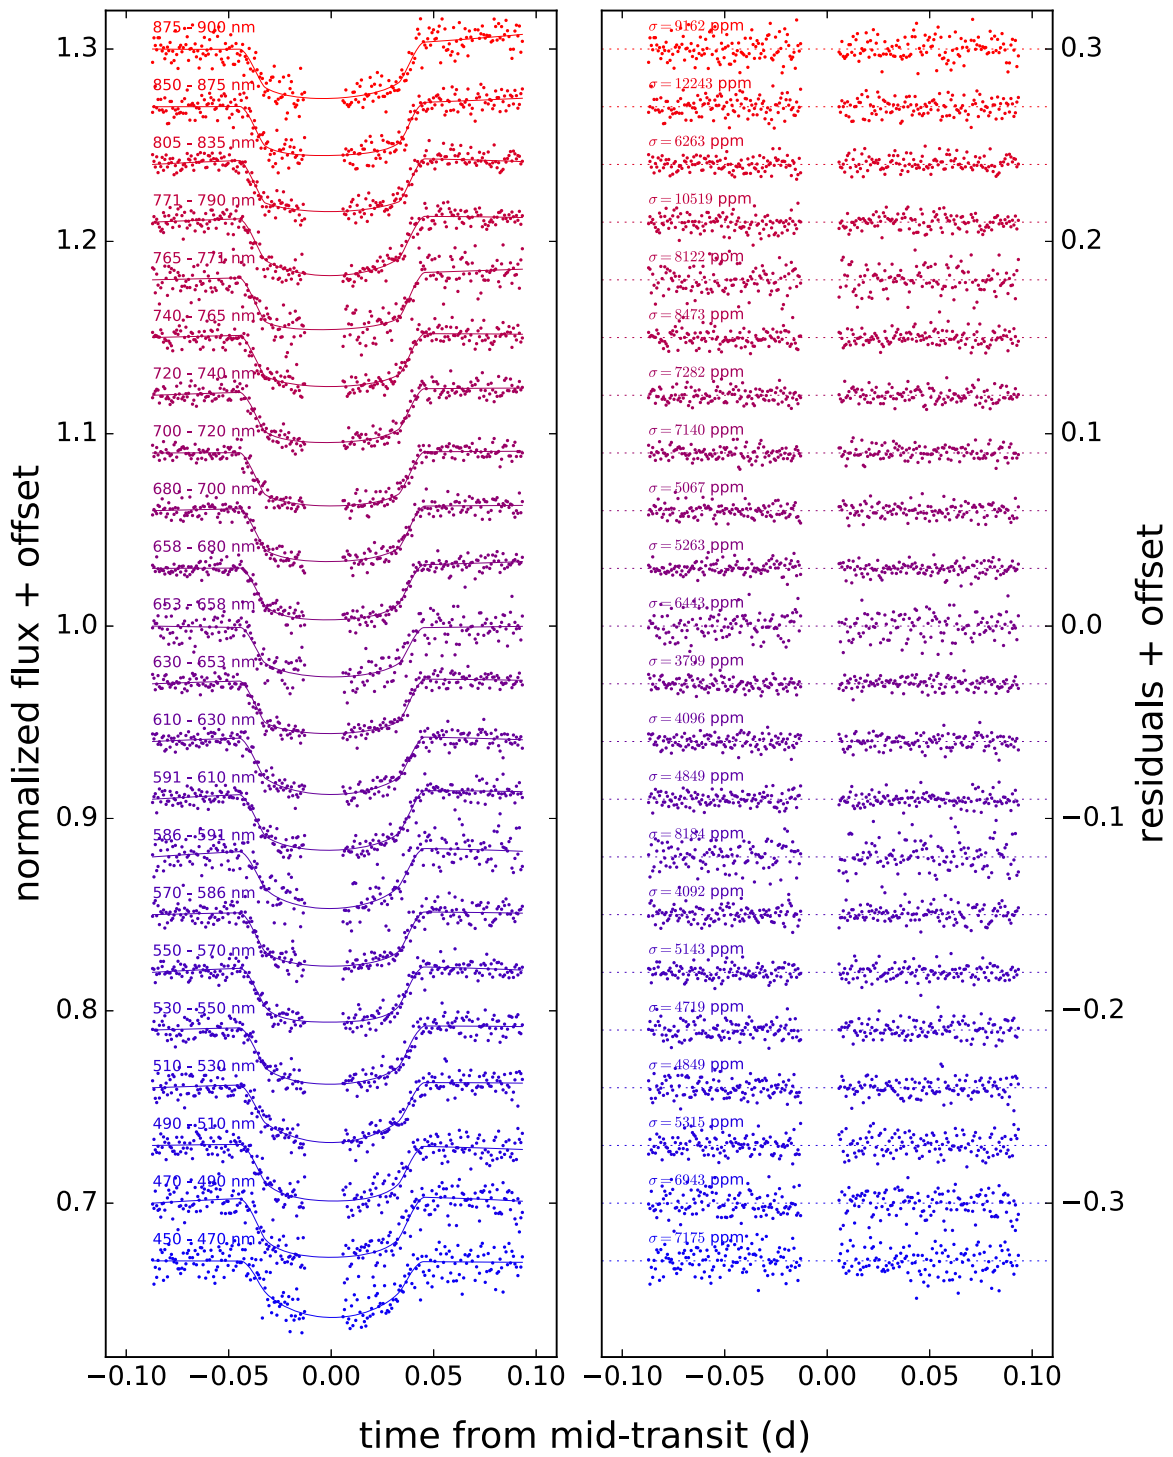 875 - 900 nm
850 - 875 nm
805 - 835 nm
771 - 790 nm
765 - 771 nm
740 - 765 nm
720 - 740 nm
700 - 720 nm
680 - 700 nm
658 - 680 nm
653 - 658 nm
630 - 653 nm
610 - 630 nm
591 - 610 nm
586 - 591 nm
570 - 586 nm
550 - 570 nm
530 - 550 nm
510 - 530 nm
490 - 510 nm
470 - 490 nm
450 - 470 nm
1.3
1.2
1.1
1.0
0.9
0.8
0.7
normalized flux + offset
−0.10
−0.05
0.00
0.05
0.10
σ = 9162 ppm
σ = 12243 ppm
σ = 6263 ppm
σ = 10519 ppm
σ = 8122 ppm
σ = 8473 ppm
σ = 7282 ppm
σ = 7140 ppm
σ = 5067 ppm
σ = 5263 ppm
σ = 6443 ppm
σ = 3799 ppm
σ = 4096 ppm
σ = 4849 ppm
σ = 8184 ppm
σ = 4092 ppm
σ = 5143 ppm
σ = 4719 ppm
σ = 4849 ppm
σ = 5315 ppm
σ = 6943 ppm
σ = 7175 ppm
0.3
0.2
0.1
0.0
−0.1
−0.2
−0.3
residuals + offset
−0.10
−0.05
0.00
0.05
0.10
time from mid-transit (d)